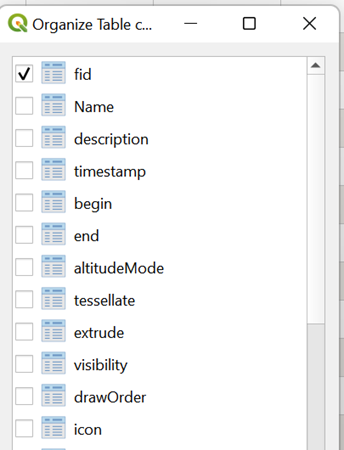 Organize Table c...
fid
Name
description
timestamp
begin
end
altitudeMode
tessellate
extrude
visibility
drawOrder
icon